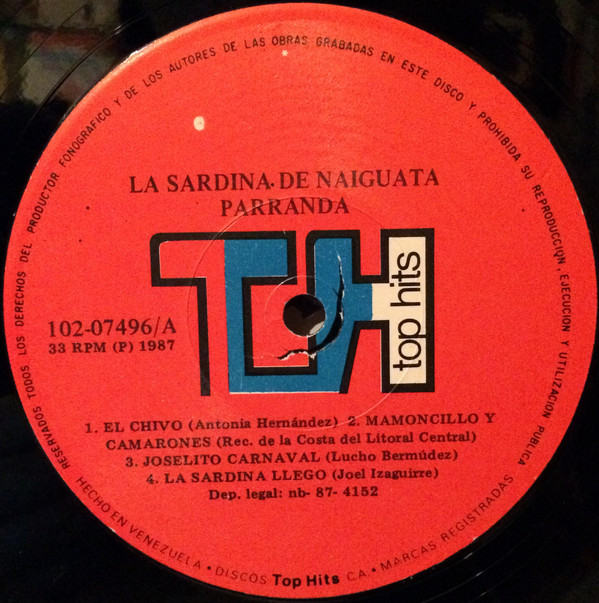 RESERVADOS TODOS LOS DERECHOS DEL PRODUCTOR FONOGRAFICO Y DE LOS AUTORES DE LAS OBRAS GRABADAS EN ESTE DISCO Y PROHIBIDA SU REPRODUCCION, EJECUCION Y UTILIZACION PUBLICA
LA SARDINA DE NAIGUATA
PARRANDA
TH
top hits
102-07496/A
33 RPM (P) 1987
1. EL CHIVO (Antonia Hernández) 2. MAMONCILLO Y
CAMARONES (Rec. de la Costa del Litoral Central)
3. JOSELITO CARNAVAL (Lucho Bermúdez)
4. LA SARDINA LLEGO (Joel Izaguirre)
Dep. legal: nb- 87- 4152
HECHO EN VENEZUELA • DISCOS Top Hits C.A. • MARCAS REGISTRADAS